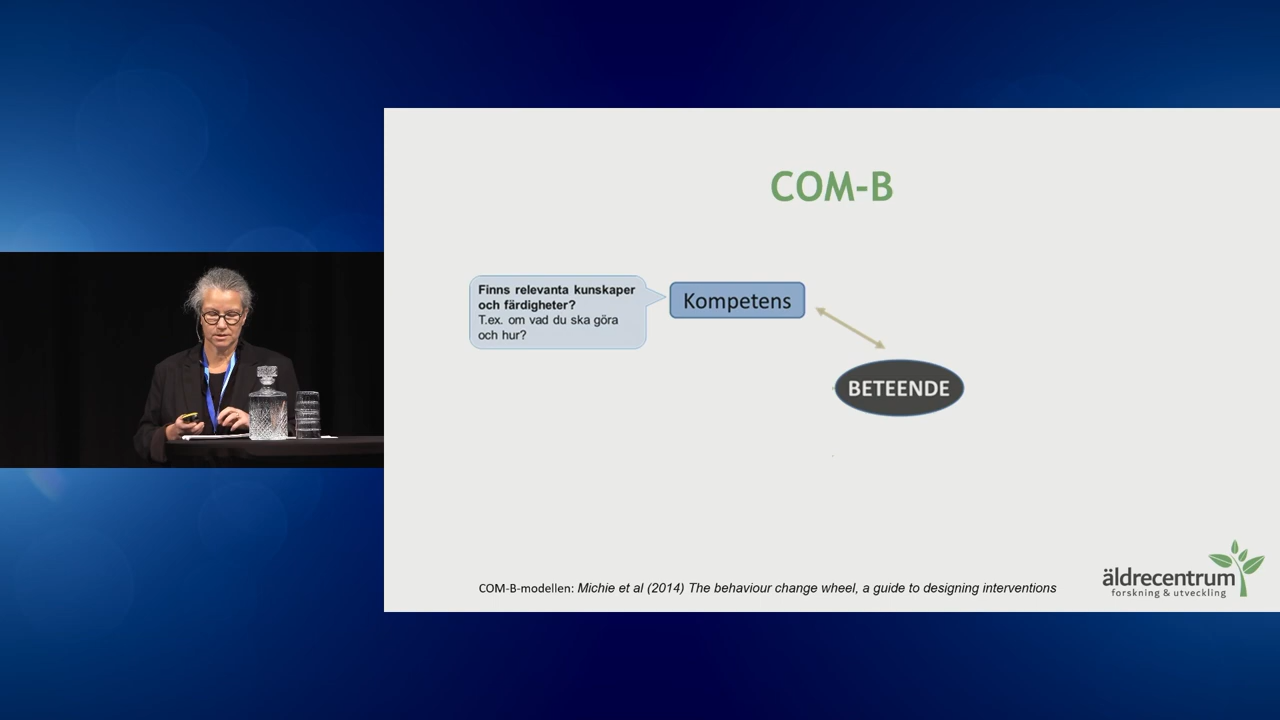 COM-B
Finns relevanta kunskaper
och färdigheter?
T.ex. om vad du ska göra
och hur?
Kompetens
BETEENDE
COM-B-modellen: Michie et al (2014) The behaviour change wheel, a guide to designing interventions
äldrecentrum
forskning & utveckling